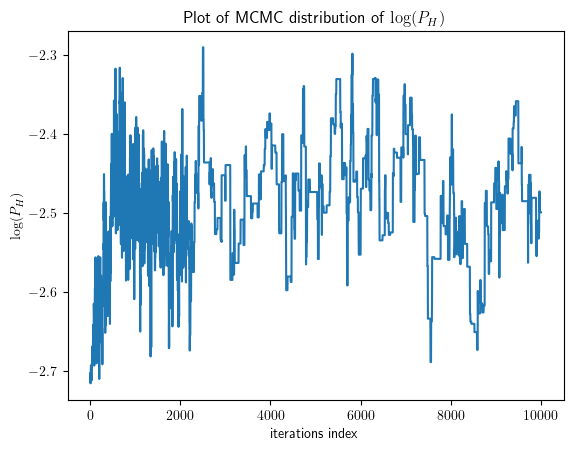 Plot of MCMC distribution of log(P_H)
log(P_H)
−2.3
−2.4
−2.5
−2.6
−2.7
0 2000 4000 6000 8000 10000
iterations index